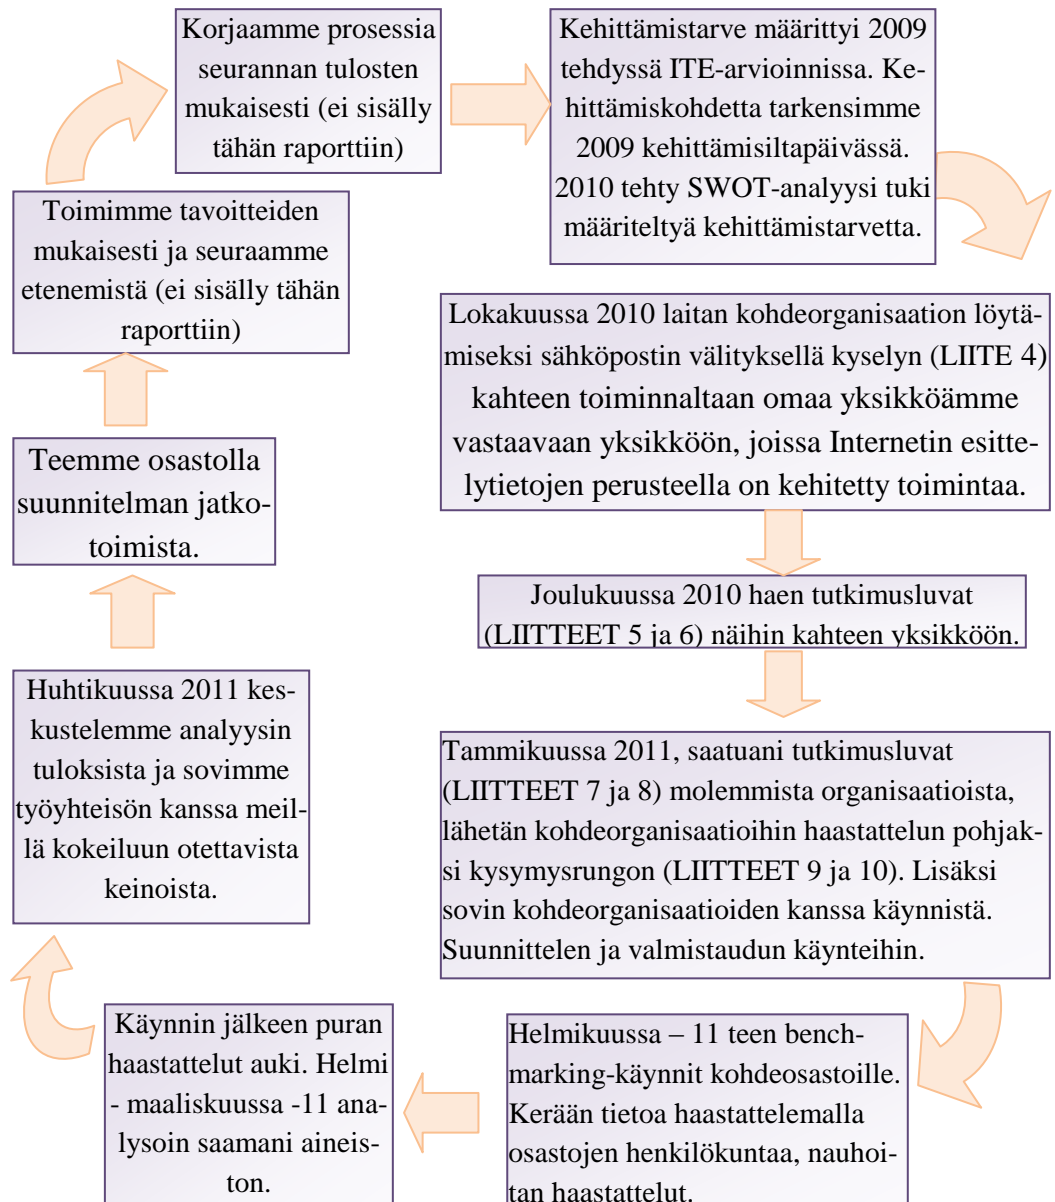 Korjaamme prosessia
seurannan tulosten
mukaisesti (ei sisälly
tähän raporttiin)
Kehittämistarve määrittyi 2009
tehdyssä ITE-arvioinnissa. Ke-
hittämiskohdetta tarkensimme
2009 kehittämisiltapäivässä.
2010 tehty SWOT-analyysi tuki
määriteltyä kehittämistarvetta.
Lokakuussa 2010 laitan kohdeorganisaation löytä-
miseksi sähköpostin välityksellä kyselyn (LIITE 4)
kahteen toiminnaltaan omaa yksikköämme
vastaavaan yksikköön, joissa Internetin esitte-
lytietojen perusteella on kehitetty toimintaa.
Joulukuussa 2010 haen tutkimusluvat
(LIITTEET 5 ja 6) näihin kahteen yksikköön.
Tammikuussa 2011, saatuani tutkimusluvat
(LIITTEET 7 ja 8) molemmista organisaatioista,
lähetän kohdeorganisaatioihin haastattelun pohjak-
si kysymysrungon (LIITTEET 9 ja 10). Lisäksi
sovin kohdeorganisaatioiden kanssa käynnistä.
Suunnittelen ja valmistaudun käynteihin.
Helmikuussa – 11 teen bench-
marking-käynnit kohdeosastoille.
Kerään tietoa haastattelemalla
osastojen henkilökuntaa, nauhoi-
tan haastattelut.
Käynnin jälkeen puran
haastattelut auki. Helmi
- maaliskuussa -11 ana-
lysoin saamani aineis-
ton.
Huhtikuussa 2011 kes-
kustelemme analyysin
tuloksista ja sovimme
työyhteisön kanssa meil-
lä kokeiluun otettavista
keinoista.
Teemme osastolla
suunnitelman jatko-
toimista.
Toimimme tavoitteiden
mukaisesti ja seuraamme
etenemistä (ei sisälly tähän
raporttiin)